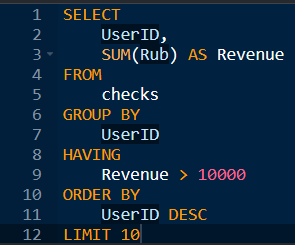 1 SELECT
2 UserID,
3 SUM(Rub) AS Revenue
4 FROM
5 checks
6 GROUP BY
7 UserID
8 HAVING
9 Revenue > 10000
10 ORDER BY
11 UserID DESC
12 LIMIT 10